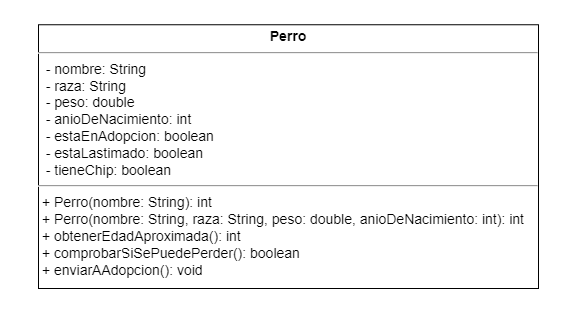 Perro
- nombre: String
- raza: String
- peso: double
- anioDeNacimiento: int
- estaEnAdopcion: boolean
- estaLastimado: boolean
- tieneChip: boolean
+ Perro(nombre: String): int
+ Perro(nombre: String, raza: String, peso: double, anioDeNacimiento: int): int
+ obtenerEdadAproximada(): int
+ comprobarSiSePuedePerder(): boolean
+ enviarAAdopcion(): void